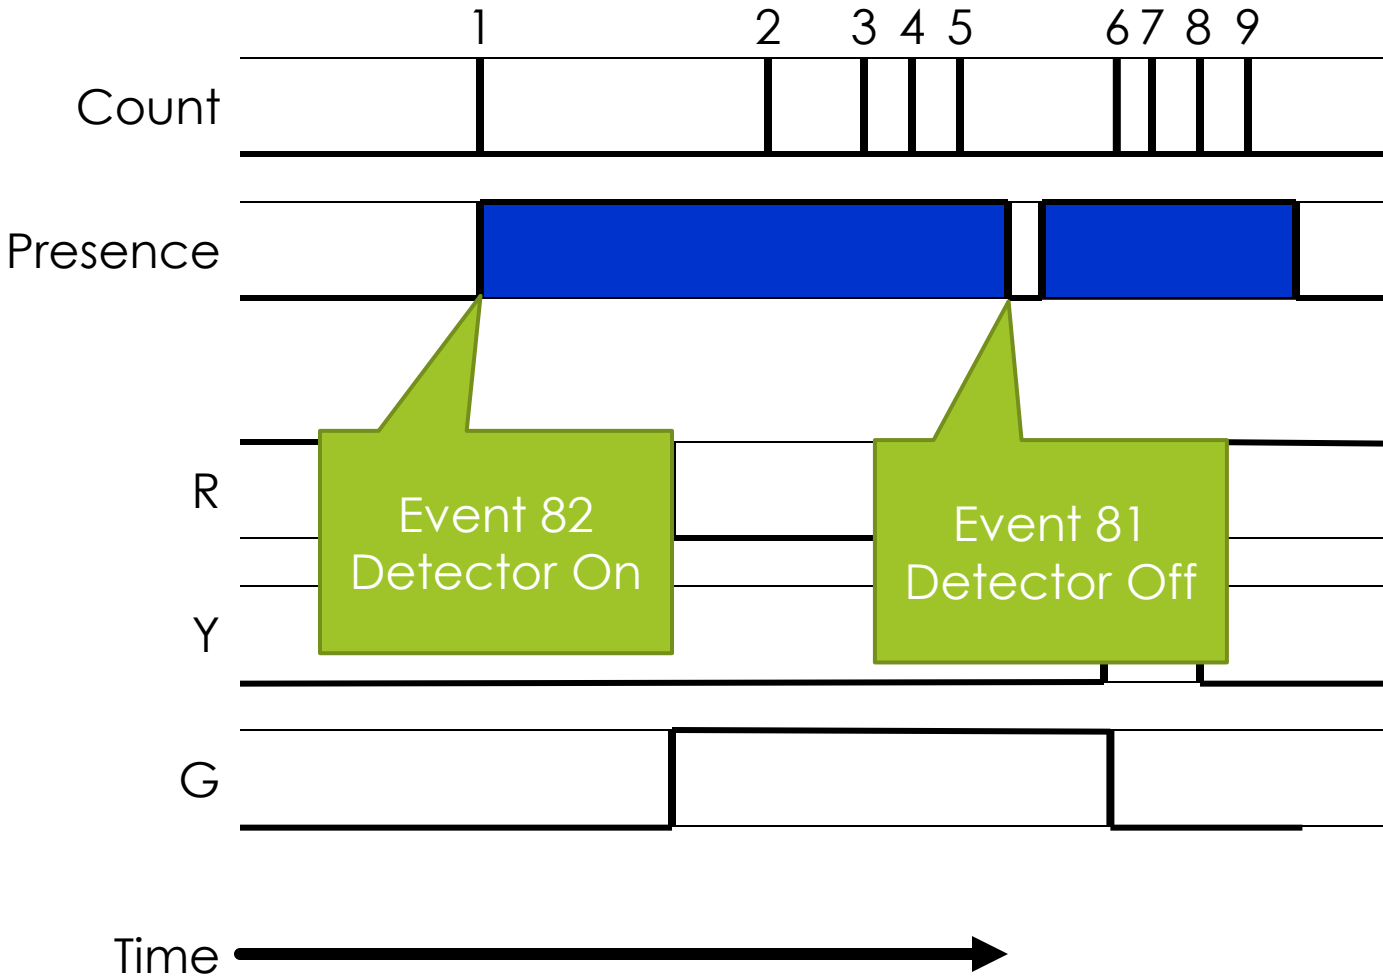 1 2 3 4 5 6 7 8 9
Count
Presence
R
Event 82
Detector On
Event 81
Detector Off
Y
G
Time